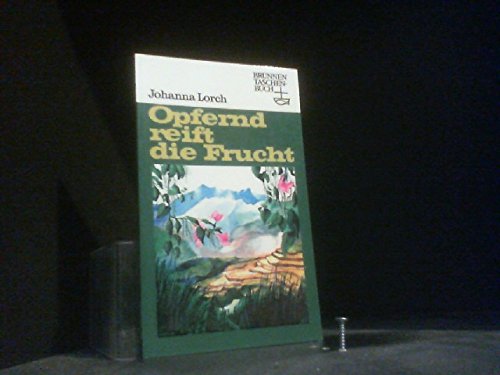 BRUNNEN
TASCHEN-
BUCH
Johanna Lorch
Opfernd
reift
die Frucht